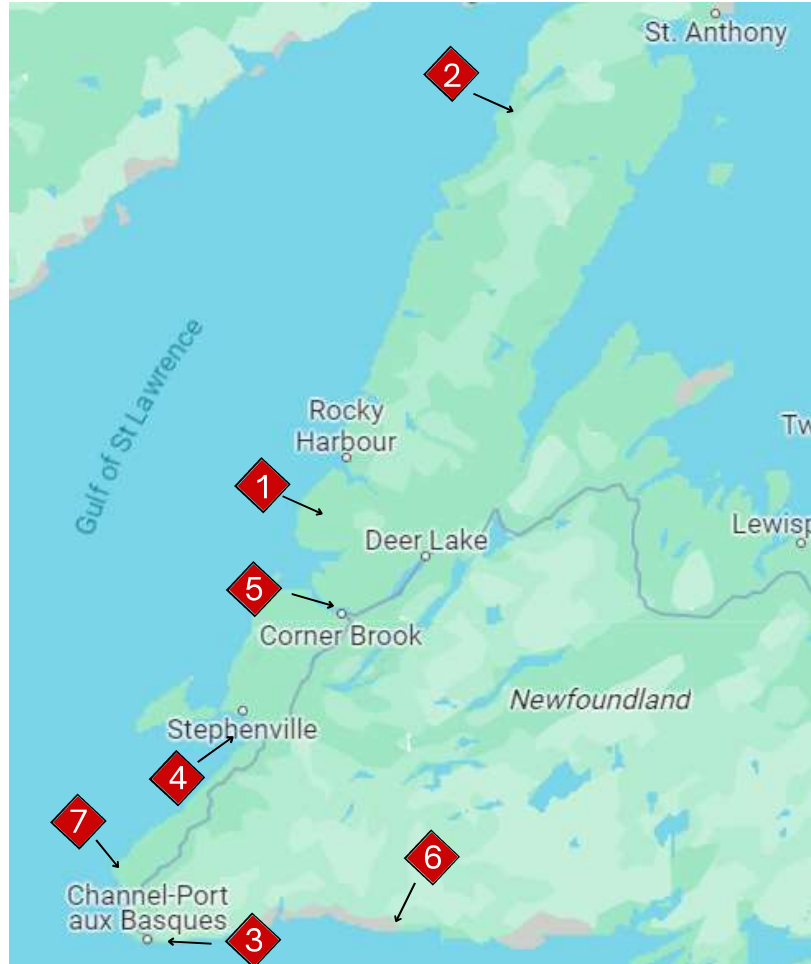 St. Anthony
2
Gulf of St Lawrence
Rocky
Harbour
1
Lewisp
Tw
Deer Lake
5
Corner Brook
Newfoundland
Stephenville
4
7
6
Channel-Port
aux Basques
3